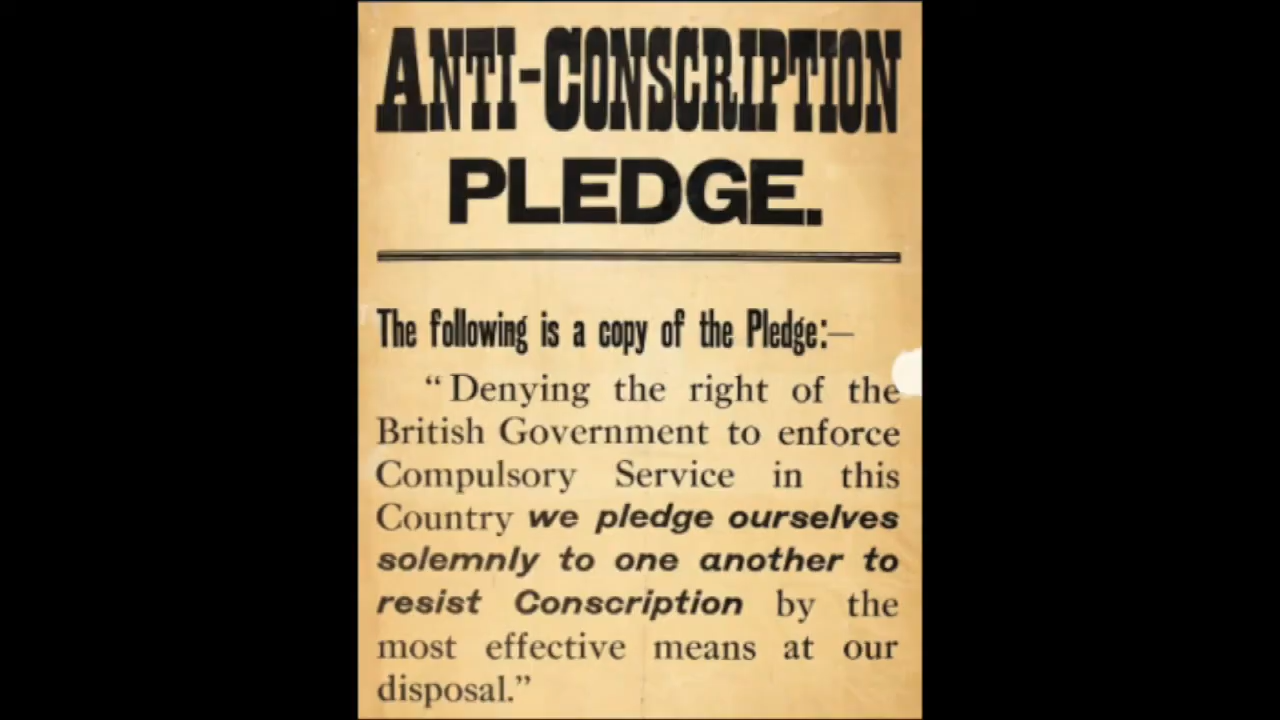 ANTI-CONSCRIPTION
PLEDGE.
The following is a copy of the Pledge:—
“Denying the right of the
British Government to enforce
Compulsory Service in this
Country we pledge ourselves
solemnly to one another to
resist Conscription by the
most effective means at our
disposal.”